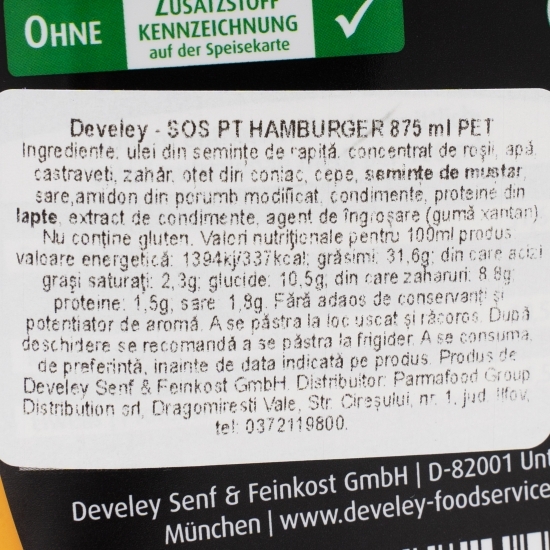 ZUSATZSTOFF
OHNE KENNZEICHNUNG
auf der Speisekarte
Develey - SOS PT HAMBURGER 875 ml PET
Ingrediente: ulei din semințe de rapiță, concentrat de roșii, apă,
castraveți, zahăr, oțet din coniac, cepe, semințe de muștar,
sare, amidon din porumb modificat, condimente, proteine din
lapte, extract de condimente, agent de îngroșare (gumă xantan).
Nu conține gluten. Valori nutriționale pentru 100ml produs:
valoare energetică: 1394kj/337kcal; grăsimi: 31,6g; din care acizi
grași saturați: 2,3g; glucide: 10,5g; din care zaharuri: 8,8g;
proteine: 1,5g; sare: 1,8g. Fără adaos de conservanți și
potentiator de aromă. A se păstra la loc uscat și răcoros. După
deschidere se recomandă a se păstra la frigider. A se consuma,
de preferință, inainte de data indicată pe produs. Produs de
Develey Senf & Feinkost GmbH. Distribuitor: Parmafood Group
Distribution srl, Dragomiresti Vale, Str. Cireșului, nr. 1, jud. Ilfov,
tel: 0372119800.
Develey Senf & Feinkost GmbH | D-82001 Unt
München | www.develey-foodservice